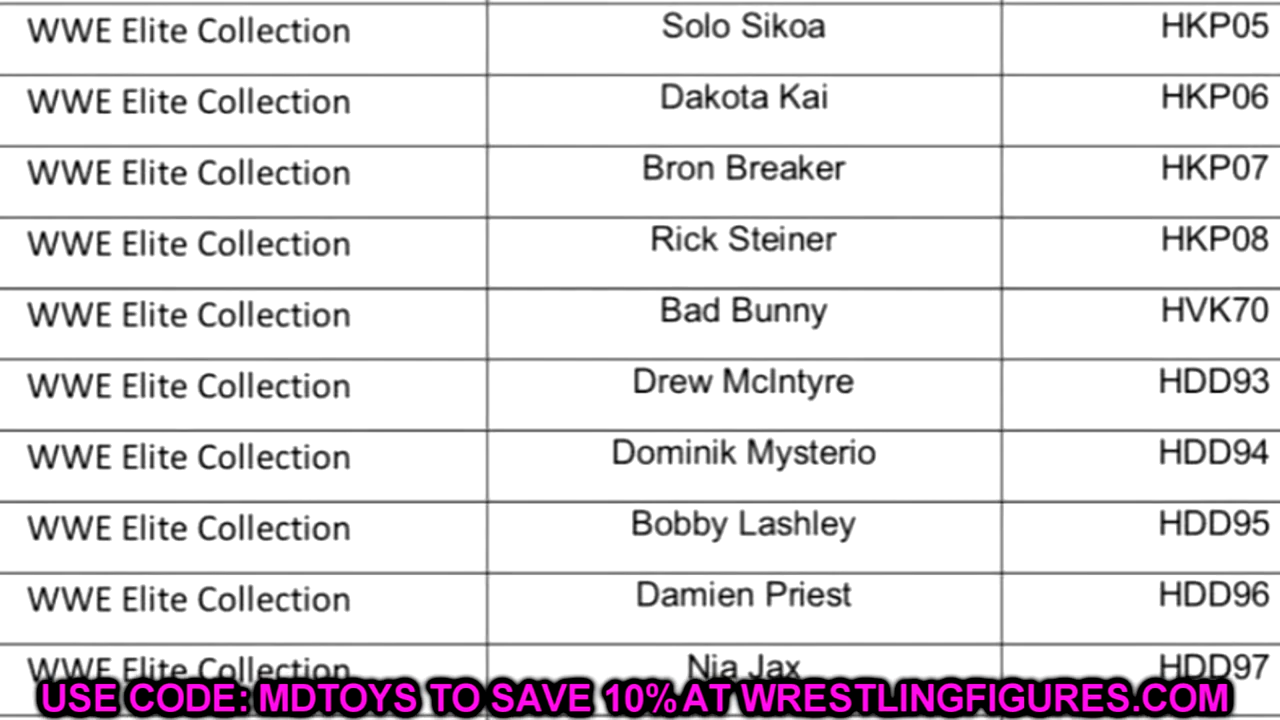 WWE Elite Collection Solo Sikoa HKP05
WWE Elite Collection Dakota Kai HKP06
WWE Elite Collection Bron Breaker HKP07
WWE Elite Collection Rick Steiner HKP08
WWE Elite Collection Bad Bunny HVK70
WWE Elite Collection Drew McIntyre HDD93
WWE Elite Collection Dominik Mysterio HDD94
WWE Elite Collection Bobby Lashley HDD95
WWE Elite Collection Damien Priest HDD96
WWE Elite Collection Nia Jax HDD97
USE CODE: MDTOYS TO SAVE 10% AT WRESTLINGFIGURES.COM